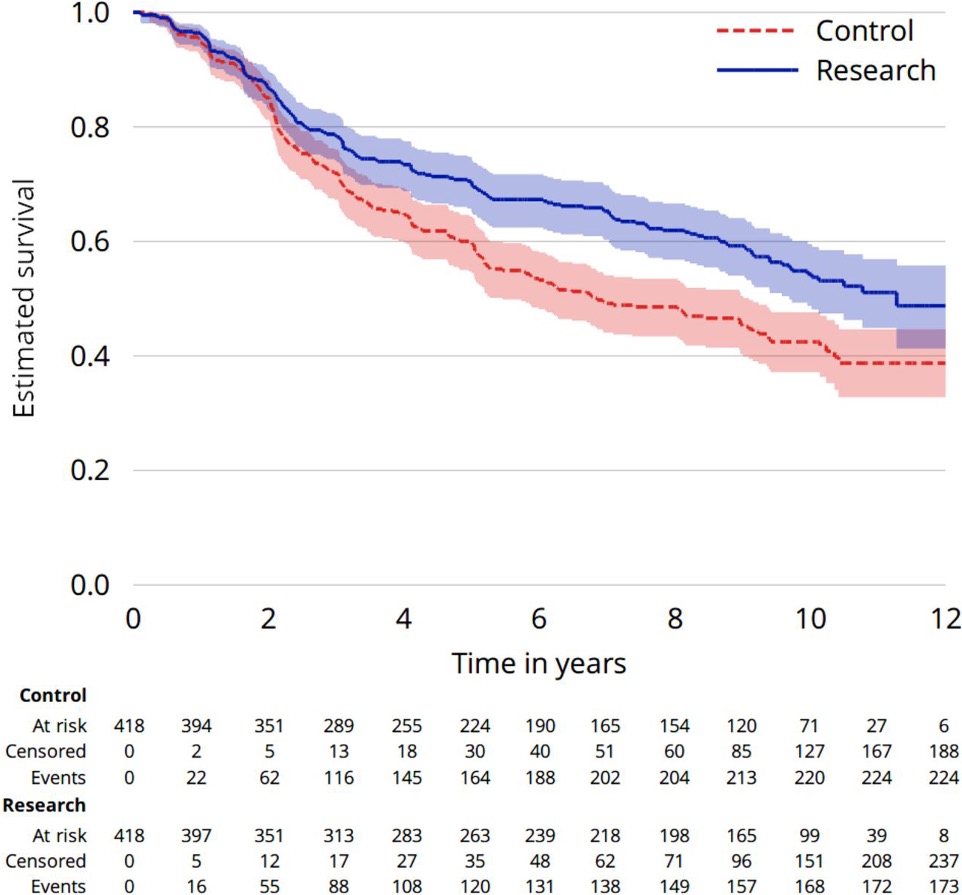 1.0
Control
Research
0.8
0.6
0.4
0.2
0.0
Estimated survival
0 2 4 6 8 10 12
Time in years
Control
At risk 418 394 351 289 255 224 190 165 154 120 71 27 6
Censored 0 2 5 13 18 30 40 51 60 85 127 167 188
Events 0 22 62 116 145 164 188 202 204 213 220 224 224
Research
At risk 418 397 351 313 283 263 239 218 198 165 99 39 8
Censored 0 5 12 17 27 35 48 62 71 96 151 208 237
Events 0 16 55 88 108 120 131 138 149 157 168 172 173